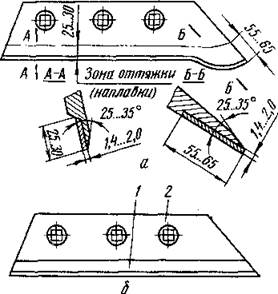 А
25...30
Б
55...65
А
А-А
Зона оттяжки
(наплавки)
Б-Б
Б
25...35°
25...30
1,4...2,0
25...35°
55...65
1,4...2,0
а
1
2
б